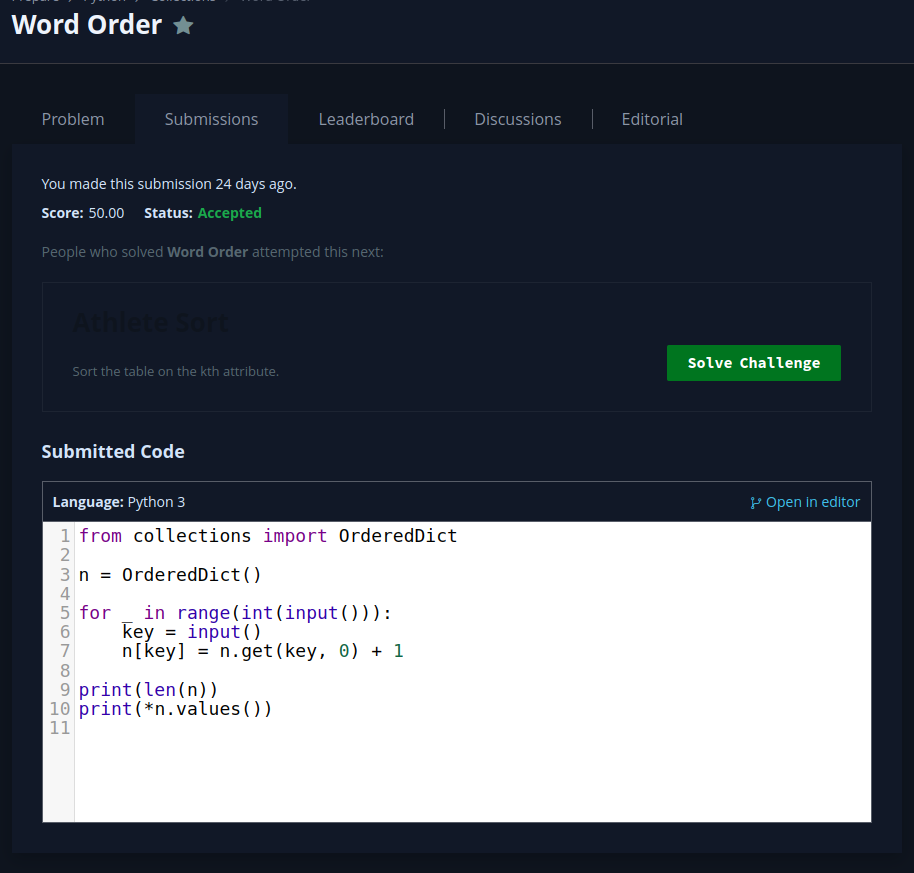 Word Order
Problem
Submissions
Leaderboard
Discussions
Editorial
You made this submission 24 days ago.
Score: 50.00 Status: Accepted
People who solved Word Order attempted this next:
Athlete Sort
Sort the table on the kth attribute.
Solve Challenge
Submitted Code
Language: Python 3
Open in editor
1 from collections import OrderedDict
2
3 n = OrderedDict()
4
5 for _ in range(int(input())):
6     key = input()
7     n[key] = n.get(key, 0) + 1
8
9 print(len(n))
10 print(*n.values())
11